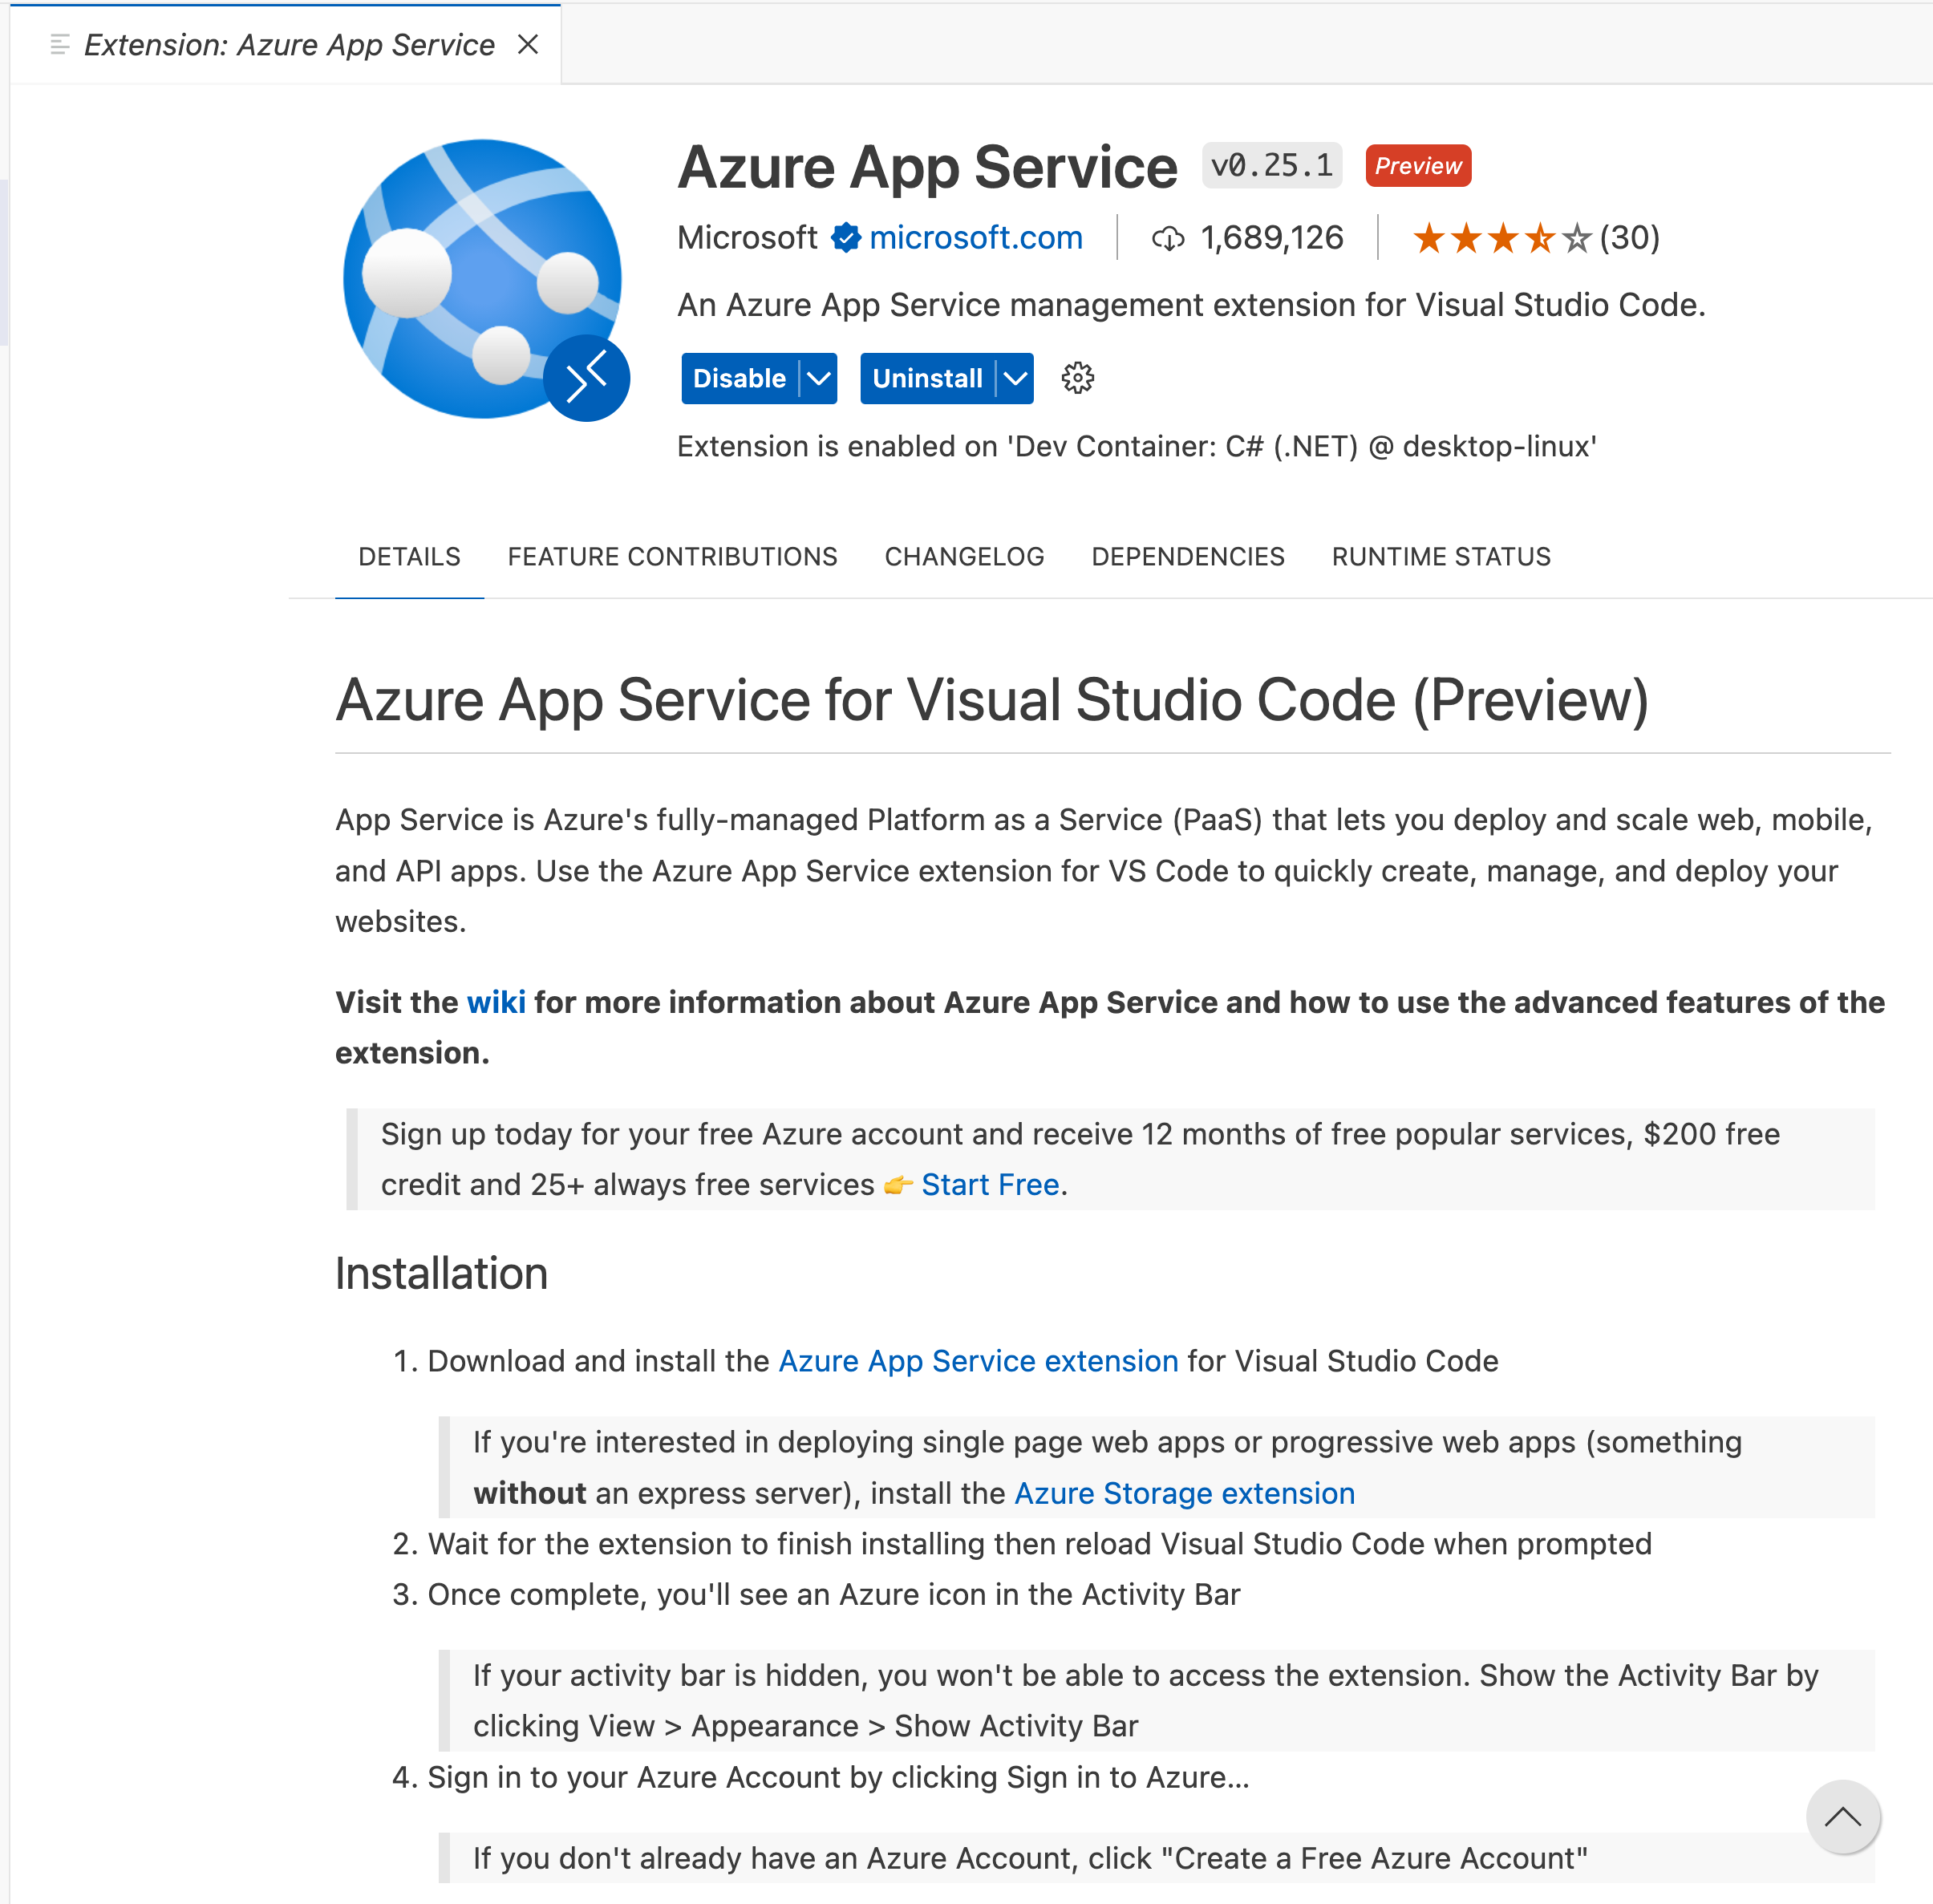 Extension: Azure App Service
Azure App Service v0.25.1 Preview
Microsoft microsoft.com 1,689,126 (30)
An Azure App Service management extension for Visual Studio Code.
Disable Uninstall
Extension is enabled on 'Dev Container: C# (.NET) @ desktop-linux'
DETAILS FEATURE CONTRIBUTIONS CHANGELOG DEPENDENCIES RUNTIME STATUS
Azure App Service for Visual Studio Code (Preview)
App Service is Azure's fully-managed Platform as a Service (PaaS) that lets you deploy and scale web, mobile,
and API apps. Use the Azure App Service extension for VS Code to quickly create, manage, and deploy your
websites.
Visit the wiki for more information about Azure App Service and how to use the advanced features of the
extension.
Sign up today for your free Azure account and receive 12 months of free popular services, $200 free
credit and 25+ always free services 👉 Start Free.
Installation
1. Download and install the Azure App Service extension for Visual Studio Code
If you're interested in deploying single page web apps or progressive web apps (something
without an express server), install the Azure Storage extension
2. Wait for the extension to finish installing then reload Visual Studio Code when prompted
3. Once complete, you'll see an Azure icon in the Activity Bar
If your activity bar is hidden, you won't be able to access the extension. Show the Activity Bar by
clicking View > Appearance > Show Activity Bar
4. Sign in to your Azure Account by clicking Sign in to Azure...
If you don't already have an Azure Account, click "Create a Free Azure Account"